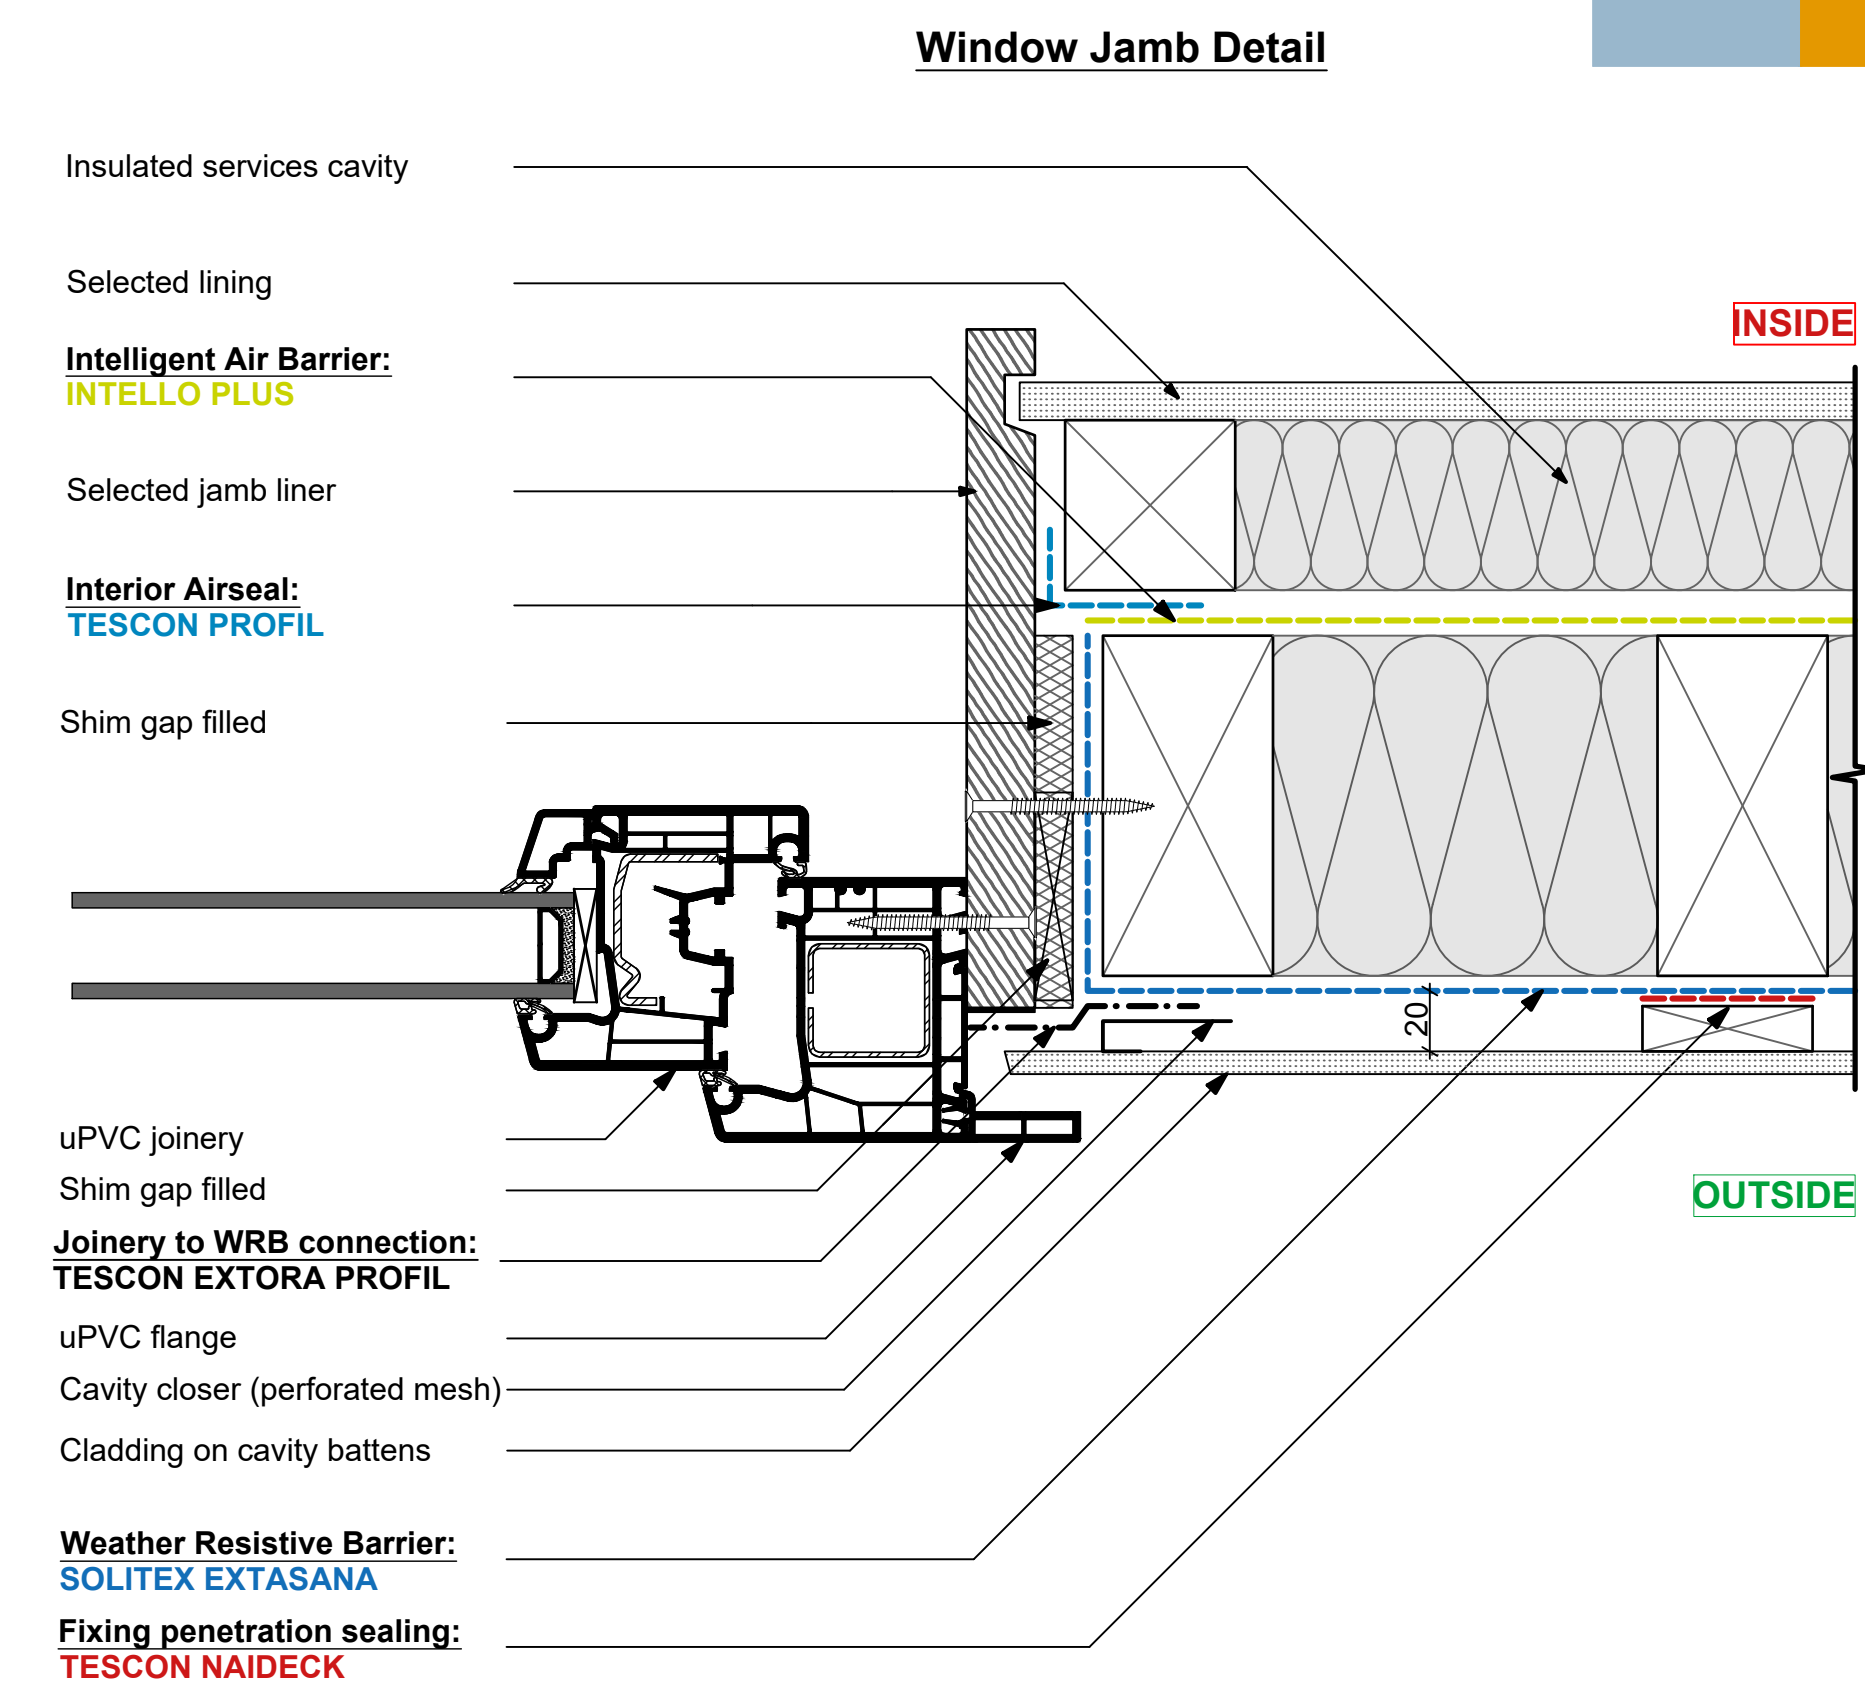 Window Jamb Detail
Insulated services cavity
Selected lining
INSIDE
Intelligent Air Barrier:
INTELLO PLUS
Selected jamb liner
Interior Airseal:
TESCON PROFIL
Shim gap filled
20
uPVC joinery
Shim gap filled
OUTSIDE
Joinery to WRB connection:
TESCON EXTORA PROFIL
uPVC flange
Cavity closer (perforated mesh)
Cladding on cavity battens
Weather Resistive Barrier:
SOLITEX EXTASANA
Fixing penetration sealing:
TESCON NAIDECK